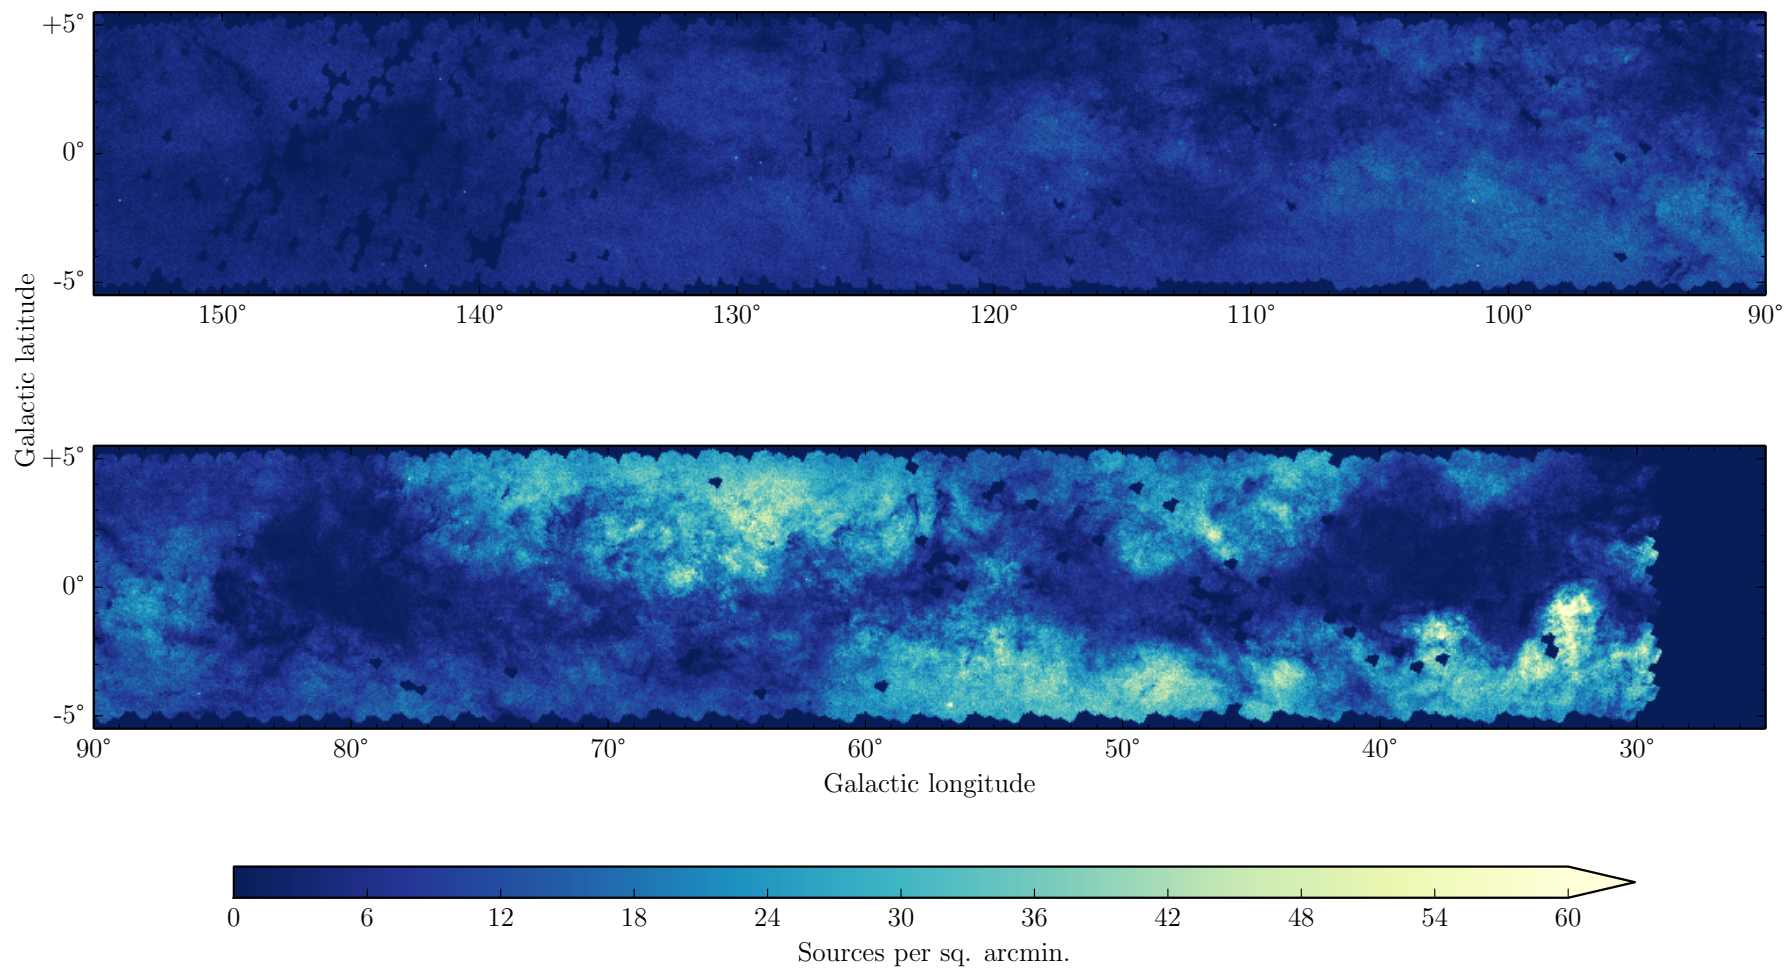 +5°
0°
-5°
150° 140° 130° 120° 110° 100° 90°
Galactic latitude
+5°
0°
-5°
90° 80° 70° 60° 50° 40° 30°
Galactic longitude
0 6 12 18 24 30 36 42 48 54 60
Sources per sq. arcmin.